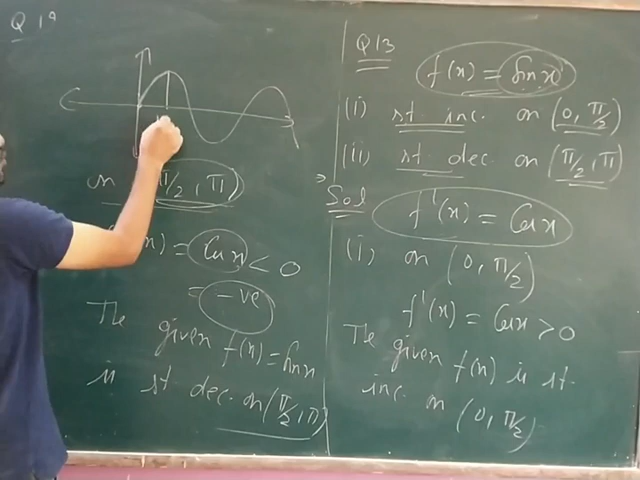 Q 19
on (π/2, π)
x) = Cos x < 0
= -ve
The given f(x) = Sin x
is st dec. on (π/2, π)
Q 13
f(x) = Sin x
(i) st inc. on (0, π/2)
(ii) st dec. on (π/2, π)
Sol
f'(x) = Cos x
(i) on (0, π/2)
f'(x) = Cos x > 0
The given f(x) is st.
inc. on (0, π/2)